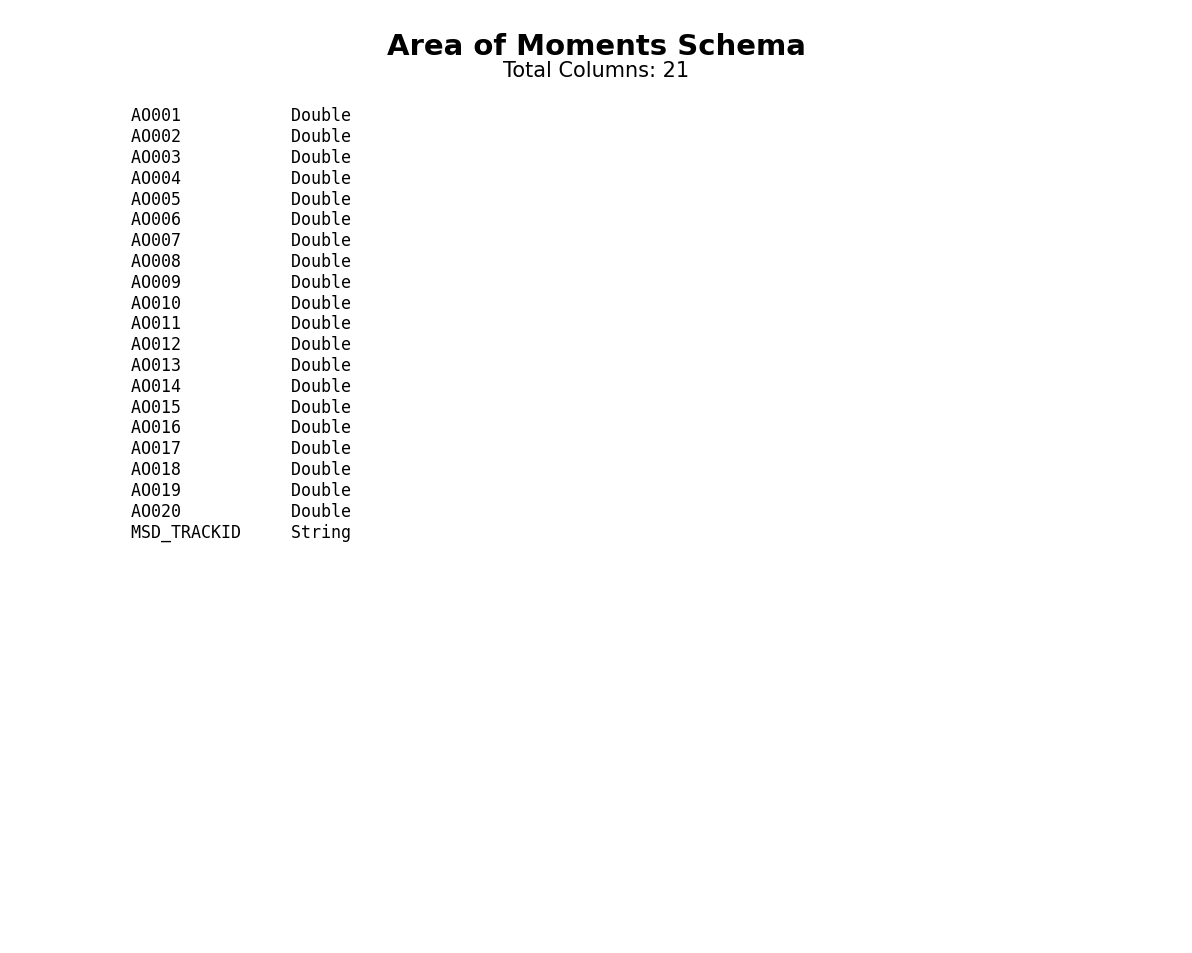 Area of Moments Schema
Total Columns: 21
AO001 Double
AO002 Double
AO003 Double
AO004 Double
AO005 Double
AO006 Double
AO007 Double
AO008 Double
AO009 Double
AO010 Double
AO011 Double
AO012 Double
AO013 Double
AO014 Double
AO015 Double
AO016 Double
AO017 Double
AO018 Double
AO019 Double
AO020 Double
MSD_TRACKID String